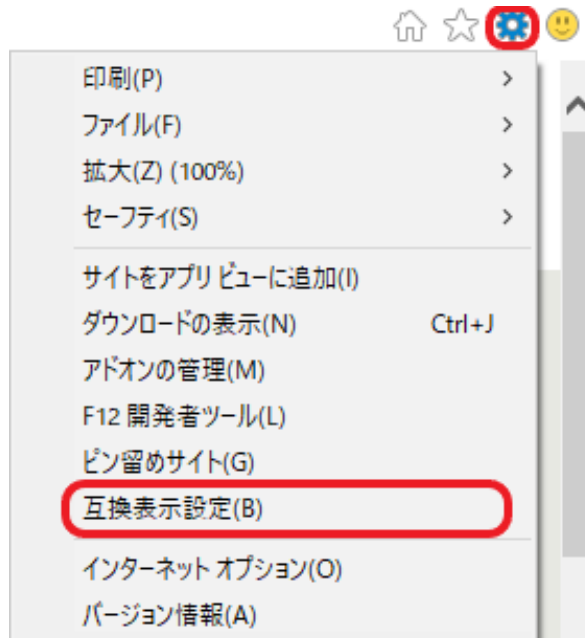 印刷(P)
ファイル(F)
拡大(Z) (100%)
セーフティ(S)
サイトをアプリ ビューに追加(I)
ダウンロードの表示(N) Ctrl+J
アドオンの管理(M)
F12 開発者ツール(L)
ピン留めサイト(G)
互換表示設定(B)
インターネット オプション(O)
バージョン情報(A)